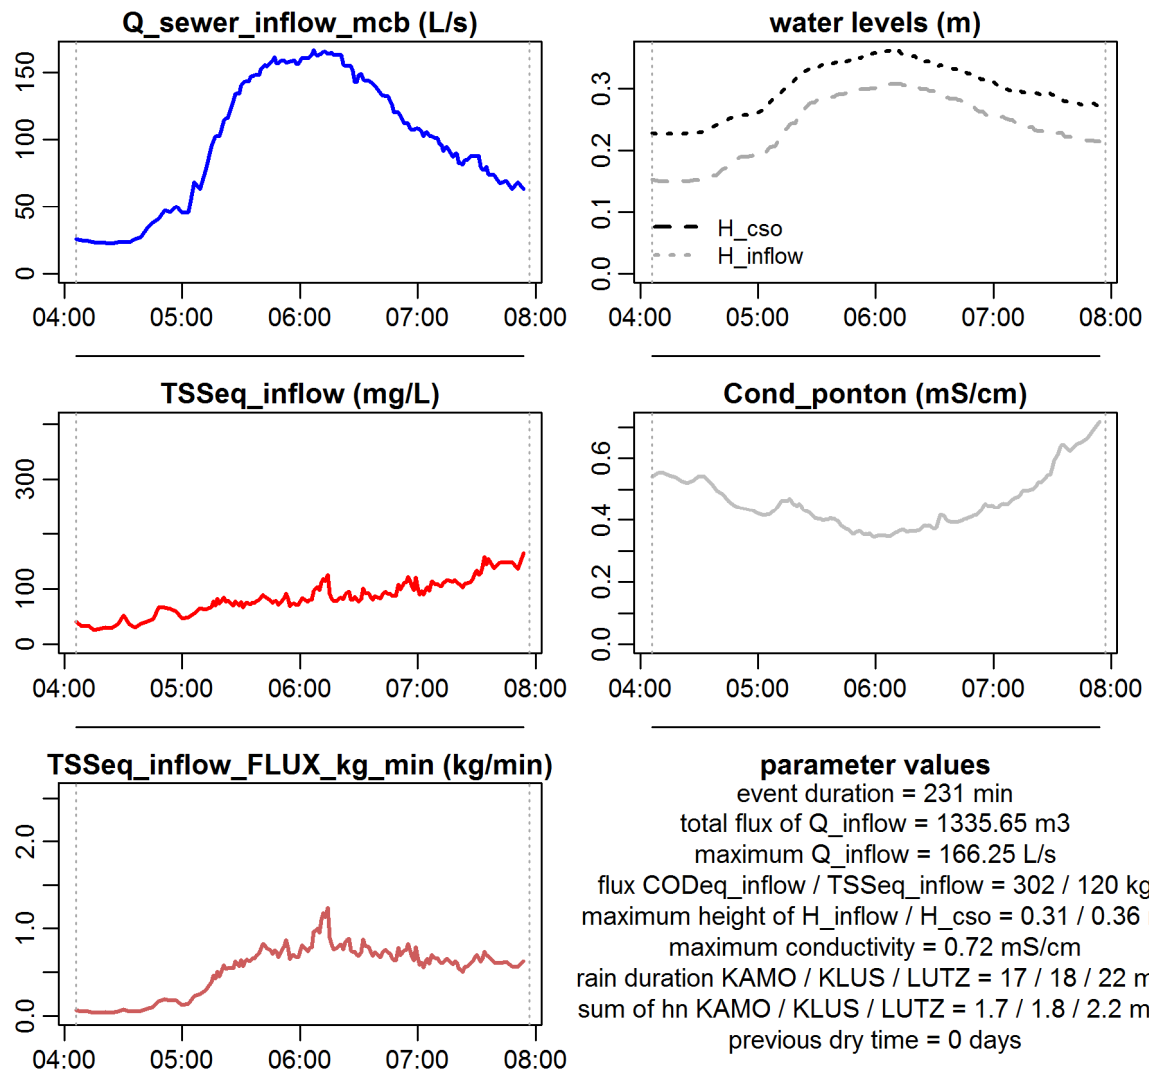 Q_sewer_inflow_mcb (L/s)
0
50
100
150
04:00
05:00
06:00
07:00
08:00
water levels (m)
0.0
0.1
0.2
0.3
H_cso
H_inflow
04:00
05:00
06:00
07:00
08:00
TSSeq_inflow (mg/L)
0
100
300
04:00
05:00
06:00
07:00
08:00
Cond_ponton (mS/cm)
0.0
0.2
0.4
0.6
04:00
05:00
06:00
07:00
08:00
TSSeq_inflow_FLUX_kg_min (kg/min)
0.0
1.0
2.0
04:00
05:00
06:00
07:00
08:00
parameter values
event duration = 231 min
total flux of Q_inflow = 1335.65 m3
maximum Q_inflow = 166.25 L/s
flux CODeq_inflow / TSSeq_inflow = 302 / 120 kg
maximum height of H_inflow / H_cso = 0.31 / 0.36
maximum conductivity = 0.72 mS/cm
rain duration KAMO / KLUS / LUTZ = 17 / 18 / 22 m
sum of hn KAMO / KLUS / LUTZ = 1.7 / 1.8 / 2.2 m
previous dry time = 0 days